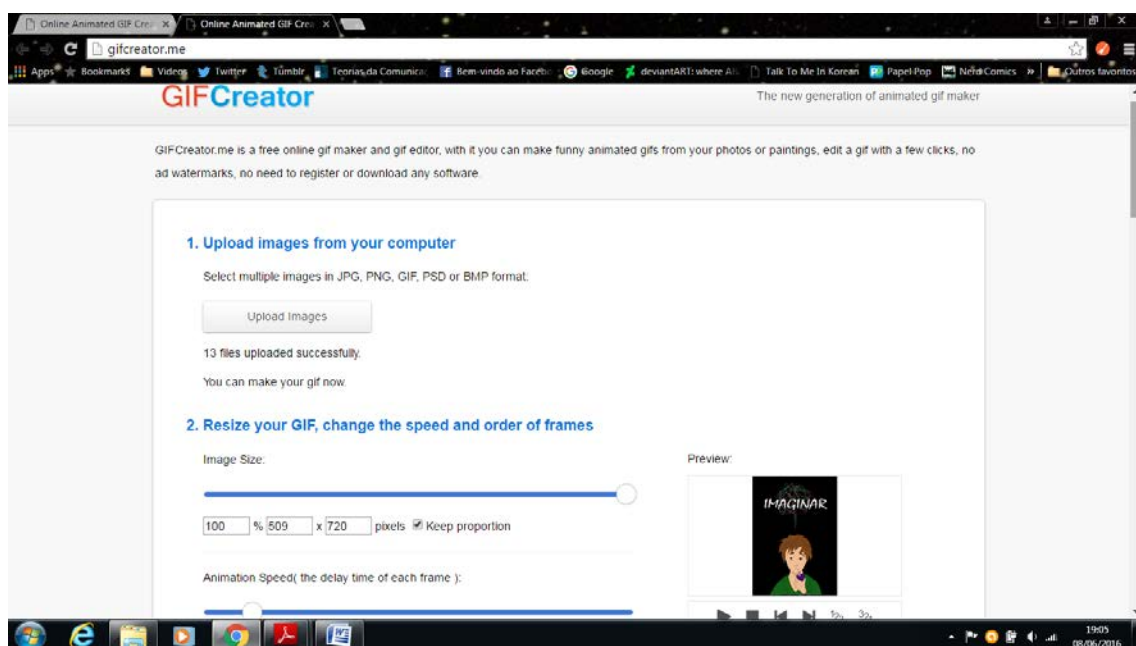 Online Animated GIF Crea
Online Animated GIF Crea
gifcreator.me
Apps Bookmarks Videos Twitter Tumblr Teorias da Comunica Bem-vindo ao Facebo Google deviantART: where A Talk To Me In Korean Papel Pop Nerd Comics » Outros favoritos
GIFCreator
The new generation of animated gif maker
GIFCreator.me is a free online gif maker and gif editor, with it you can make funny animated gifs from your photos or paintings, edit a gif with a few clicks, no
ad watermarks, no need to register or download any software.
1. Upload images from your computer
Select multiple images in JPG, PNG, GIF, PSD or BMP format.
Upload Images
13 files uploaded successfully.
You can make your gif now.
2. Resize your GIF, change the speed and order of frames
Image Size:
100 % 509 x 720 pixels Keep proportion
Preview:
IMAGINAR
Animation Speed( the delay time of each frame ):
19:05
08/06/2016